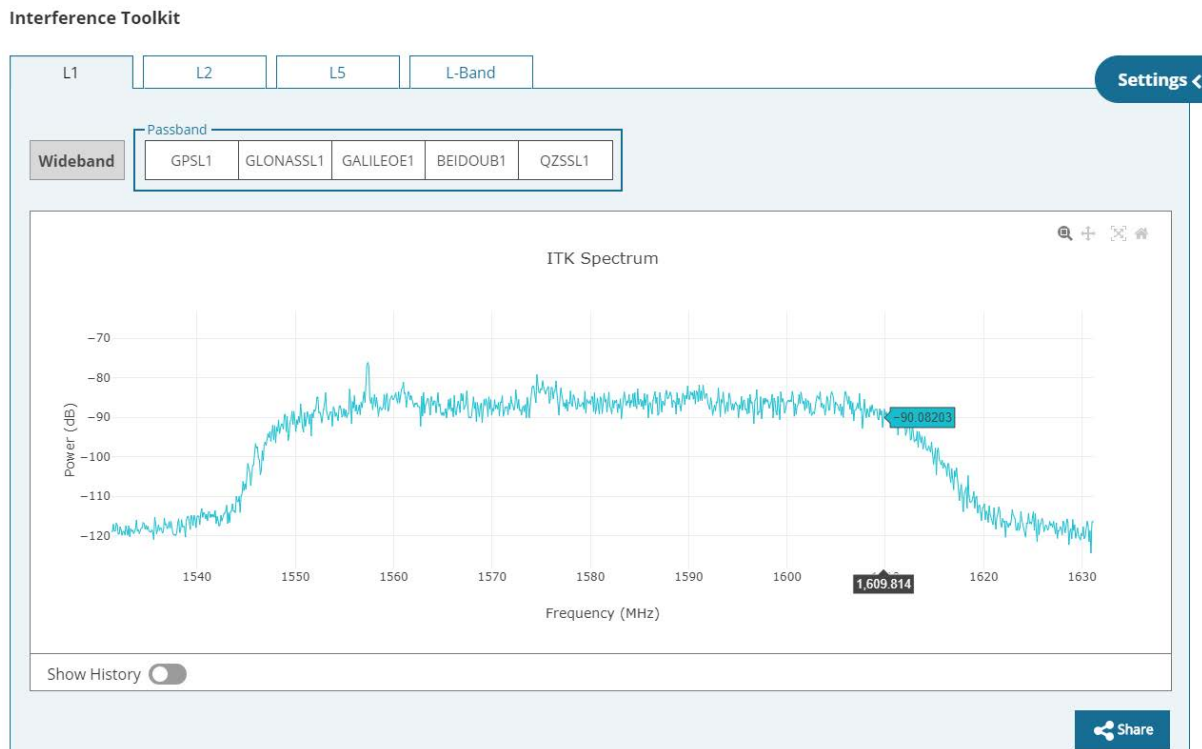 Interference Toolkit
L1 L2 L5 L-Band
Settings
Passband
Wideband GPSL1 GLONASSL1 GALILEOE1 BEIDOUB1 QZSSL1
ITK Spectrum
−70
−80
−90
−100
−110
−120
Power (dB)
−90.08203
1540 1550 1560 1570 1580 1590 1600 1620 1630
1,609.814
Frequency (MHz)
Show History
Share